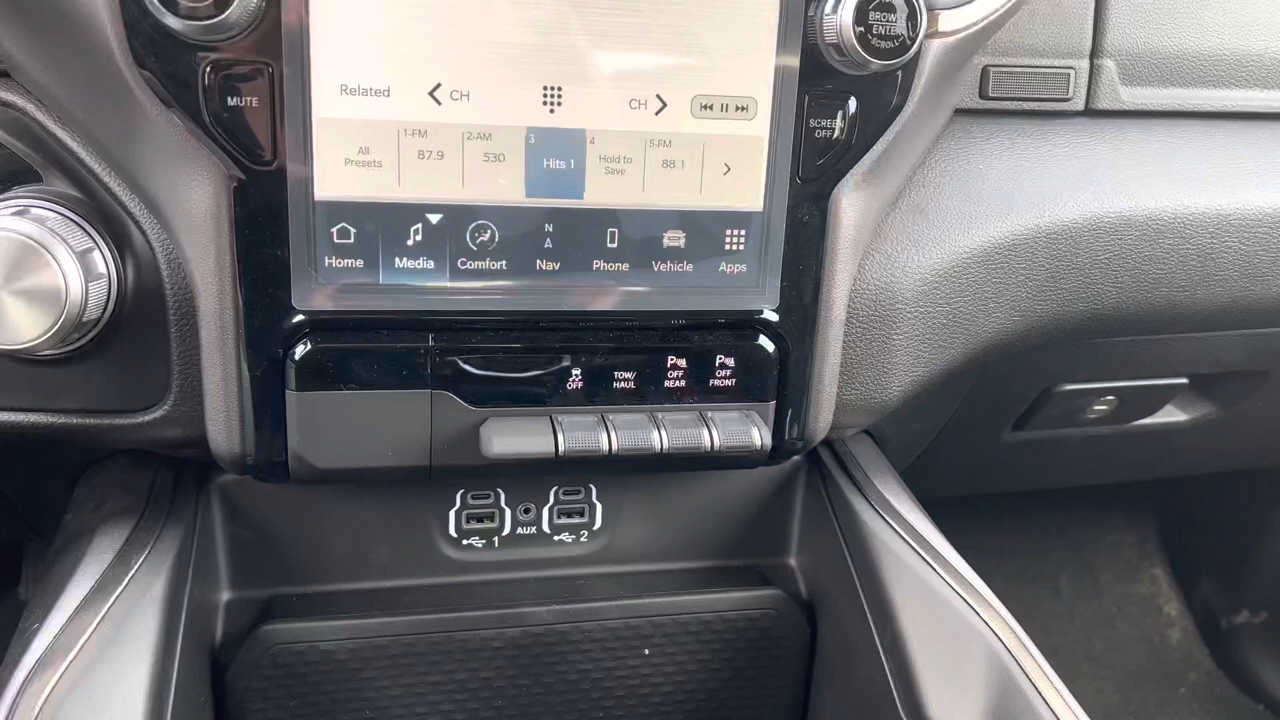 BROWSE
ENTER
SCROLL
MUTE
SCREEN
OFF
Related
CH
CH
All
Presets
1-FM
87.9
2-AM
530
3
Hits 1
4
Hold to
Save
5-FM
88.1
Home
Media
Comfort
N
A
Nav
Phone
Vehicle
Apps
OFF
TOW/
HAUL
P
OFF
REAR
P
OFF
FRONT
1
AUX
2